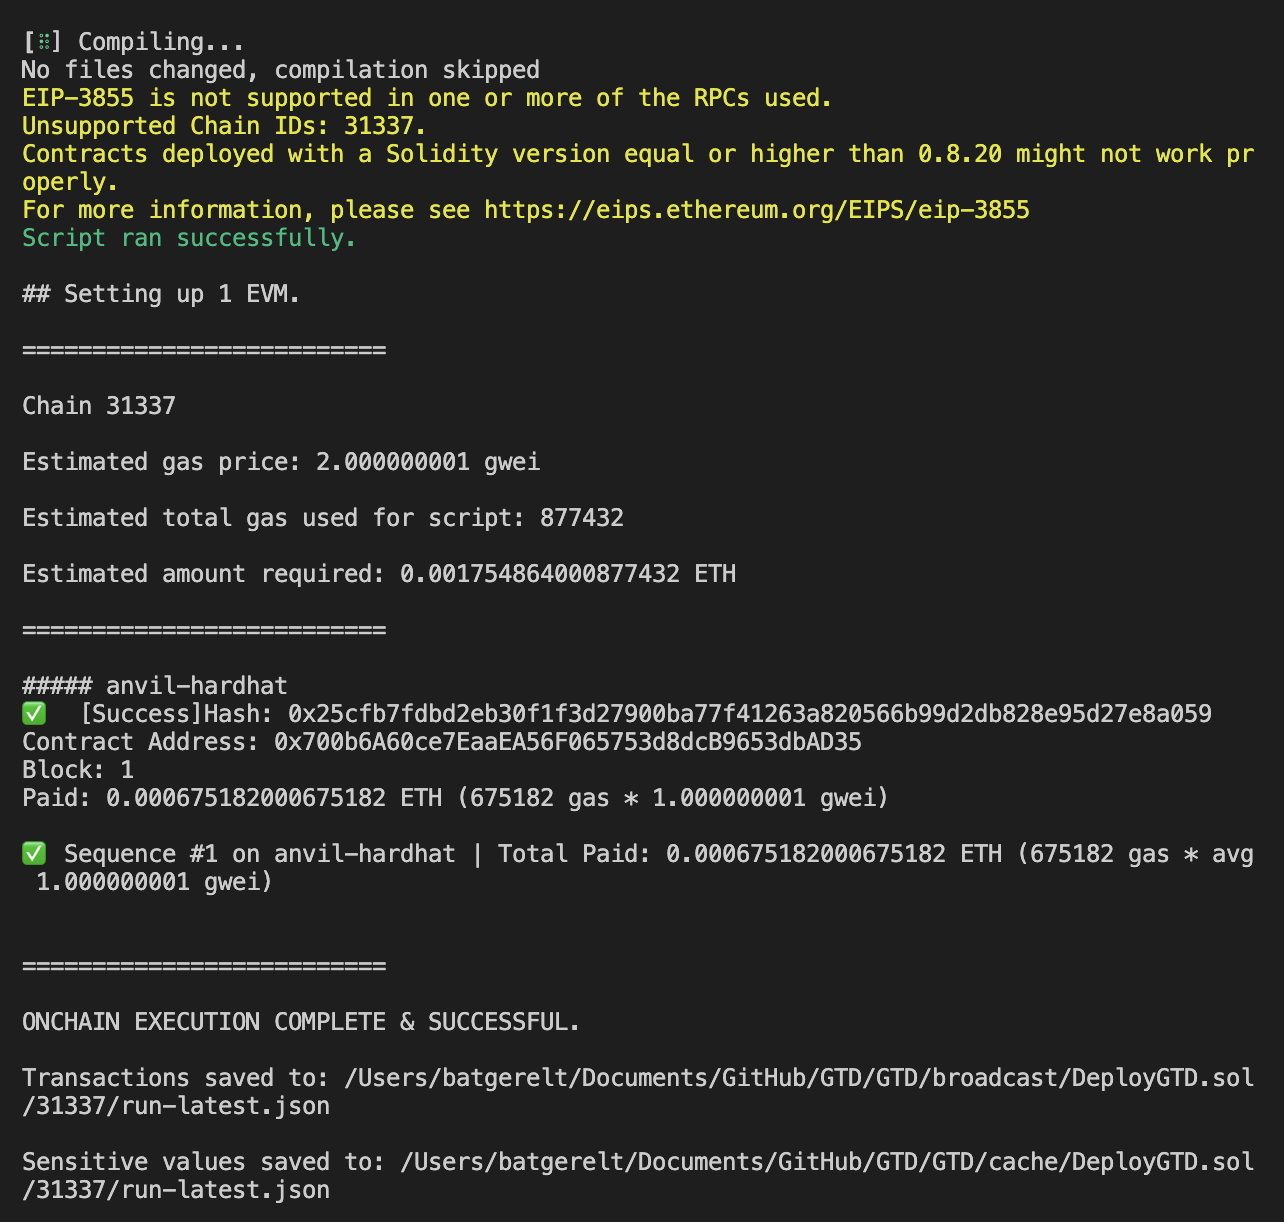 [⠿] Compiling...
No files changed, compilation skipped
EIP-3855 is not supported in one or more of the RPCs used.
Unsupported Chain IDs: 31337.
Contracts deployed with a Solidity version equal or higher than 0.8.20 might not work pr
operly.
For more information, please see https://eips.ethereum.org/EIPS/eip-3855
Script ran successfully.
## Setting up 1 EVM.
==========================
Chain 31337
Estimated gas price: 2.000000001 gwei
Estimated total gas used for script: 877432
Estimated amount required: 0.001754864000877432 ETH
==========================
##### anvil-hardhat
✅  [Success]Hash: 0x25cfb7fdbd2eb30f1f3d27900ba77f41263a820566b99d2db828e95d27e8a059
Contract Address: 0x700b6A60ce7EaaEA56F065753d8dcB9653dbAD35
Block: 1
Paid: 0.000675182000675182 ETH (675182 gas * 1.000000001 gwei)
✅ Sequence #1 on anvil-hardhat | Total Paid: 0.000675182000675182 ETH (675182 gas * avg
 1.000000001 gwei)
==========================
ONCHAIN EXECUTION COMPLETE & SUCCESSFUL.
Transactions saved to: /Users/batgerelt/Documents/GitHub/GTD/GTD/broadcast/DeployGTD.sol
/31337/run-latest.json
Sensitive values saved to: /Users/batgerelt/Documents/GitHub/GTD/GTD/cache/DeployGTD.sol
/31337/run-latest.json